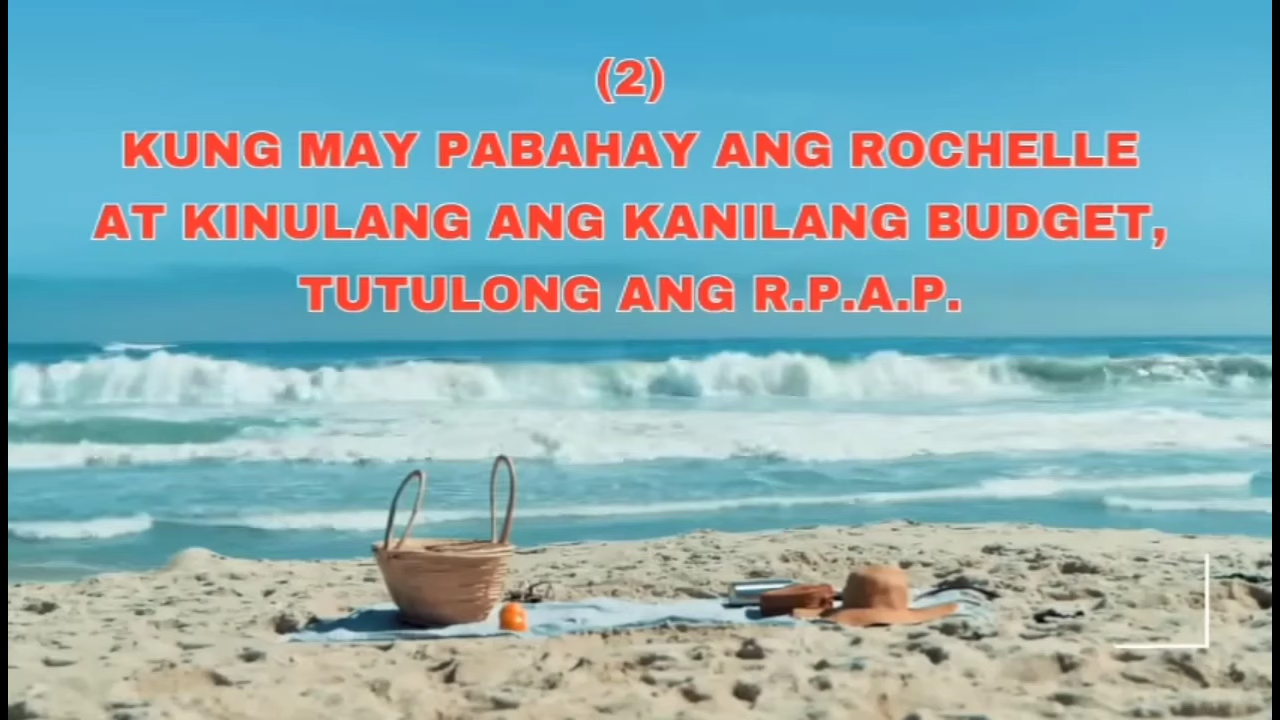 (2)
KUNG MAY PABAHAY ANG ROCHELLE
AT KINULANG ANG KANILANG BUDGET,
TUTULONG ANG R.P.A.P.